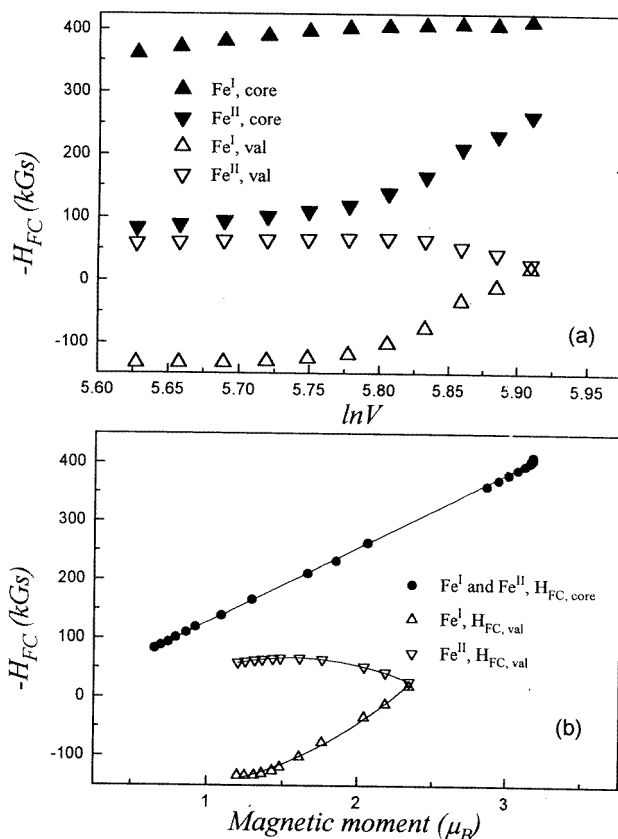 400
300
200
100
0
-100
-H_FC (kGs)
Fe^I, core
Fe^II, core
Fe^I, val
Fe^II, val
(a)
5.60 5.65 5.70 5.75 5.80 5.85 5.90 5.95
lnV
400
300
200
100
0
-100
-H_FC (kGs)
Fe^I and Fe^II, H_FC, core
Fe^I, H_FC, val
Fe^II, H_FC, val
(b)
1 2 3
Magnetic moment (μ_B)